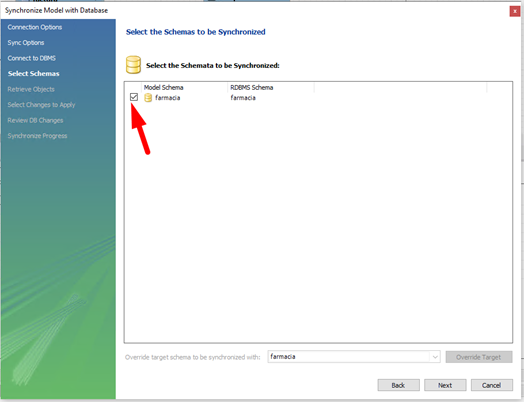 Synchronize Model with Database
x
Connection Options
Sync Options
Connect to DBMS
Select Schemas
Retrieve Objects
Select Changes to Apply
Review DB Changes
Synchronize Progress
Select the Schemas to be Synchronized
Select the Schemata to be Synchronized:
Model Schema RDBMS Schema
farmacia farmacia
Override target schema to be synchronized with: farmacia Override Target
Back Next Cancel